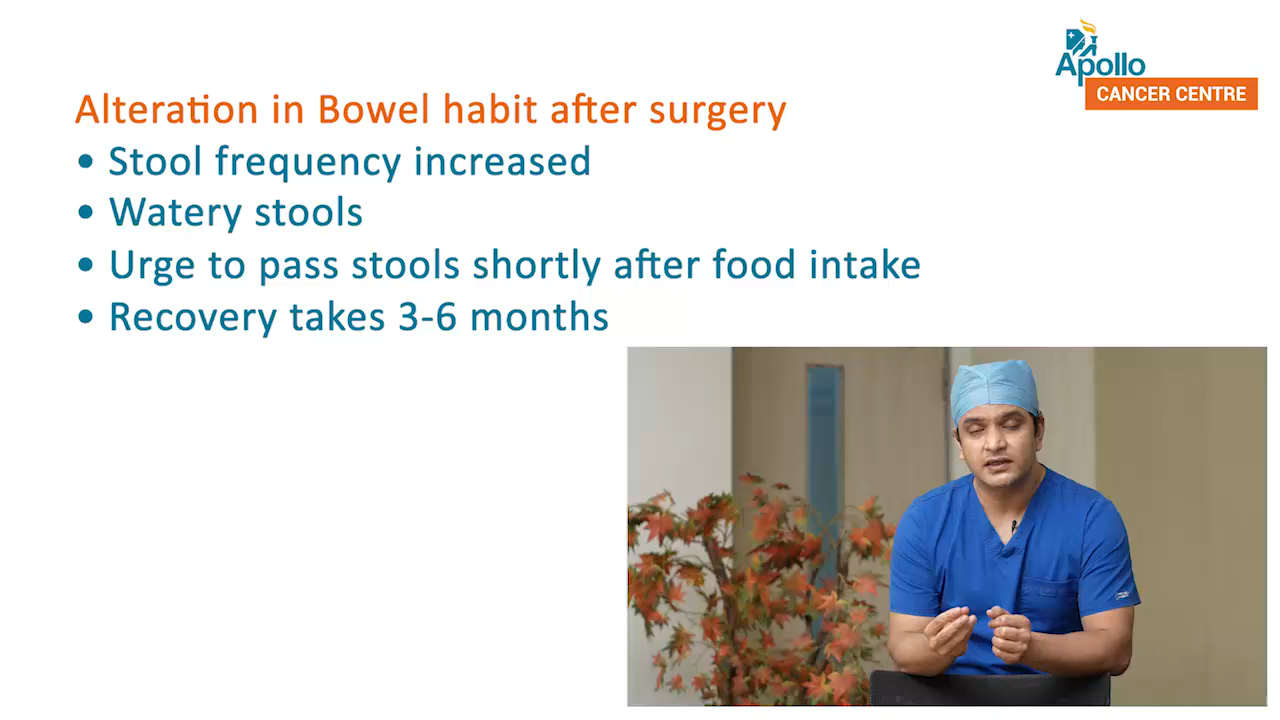 Apollo
CANCER CENTRE
Alteration in Bowel habit after surgery
• Stool frequency increased
• Watery stools
• Urge to pass stools shortly after food intake
• Recovery takes 3-6 months